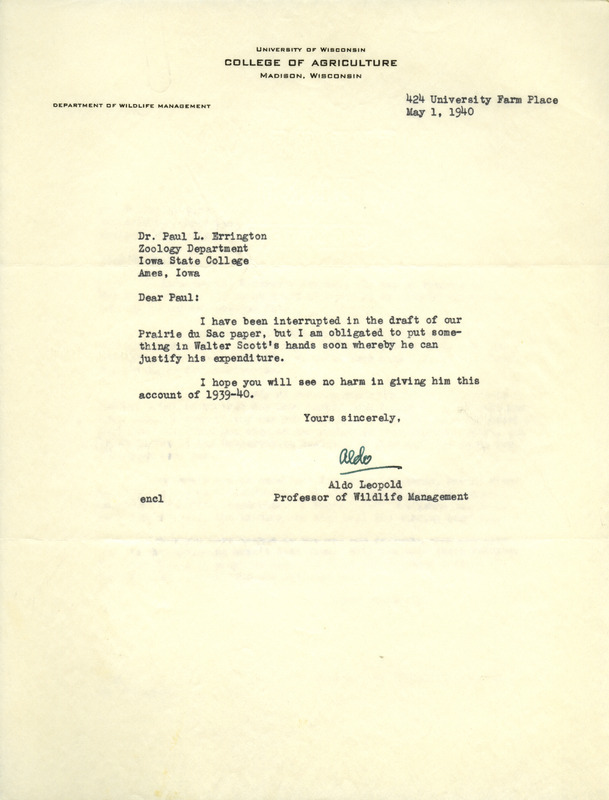 UNIVERSITY OF WISCONSIN
COLLEGE OF AGRICULTURE
MADISON, WISCONSIN
DEPARTMENT OF WILDLIFE MANAGEMENT
424 University Farm Place
May 1, 1940
Dr. Paul L. Errington
Zoology Department
Iowa State College
Ames, Iowa
Dear Paul:
I have been interrupted in the draft of our
Prairie du Sac paper, but I am obligated to put some-
thing in Walter Scott's hands soon whereby he can
justify his expenditure.
I hope you will see no harm in giving him this
account of 1939-40.
Yours sincerely,
Aldo
Aldo Leopold
Professor of Wildlife Management
encl